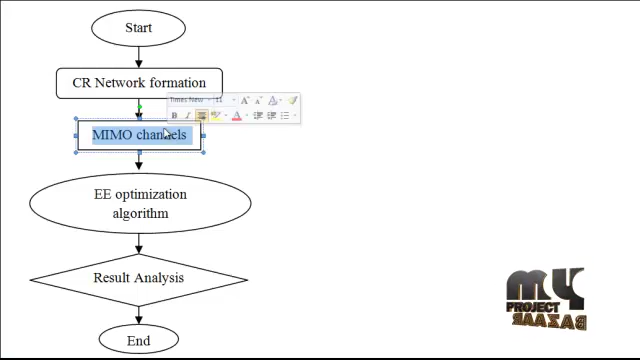 Start
CR Network formation
Times New
11
MIMO channels
EE optimization
algorithm
Result Analysis
End
MY
PROJECT
BAZAAR